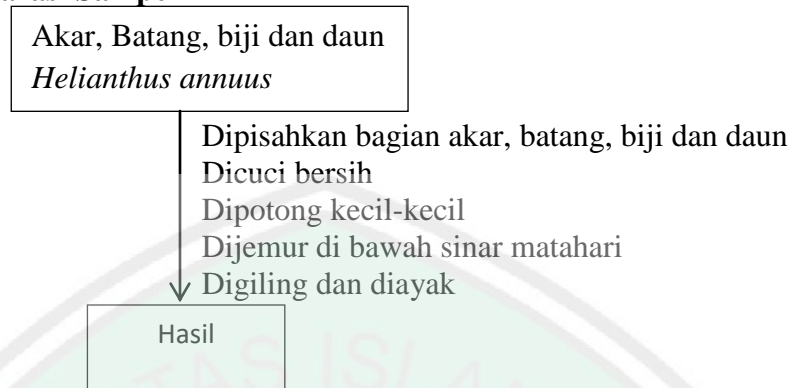 Akar, Batang, biji dan daun
Helianthus annuus
Dipisahkan bagian akar, batang, biji dan daun
Dicuci bersih
Dipotong kecil-kecil
Dijemur di bawah sinar matahari
Digiling dan diayak
Hasil